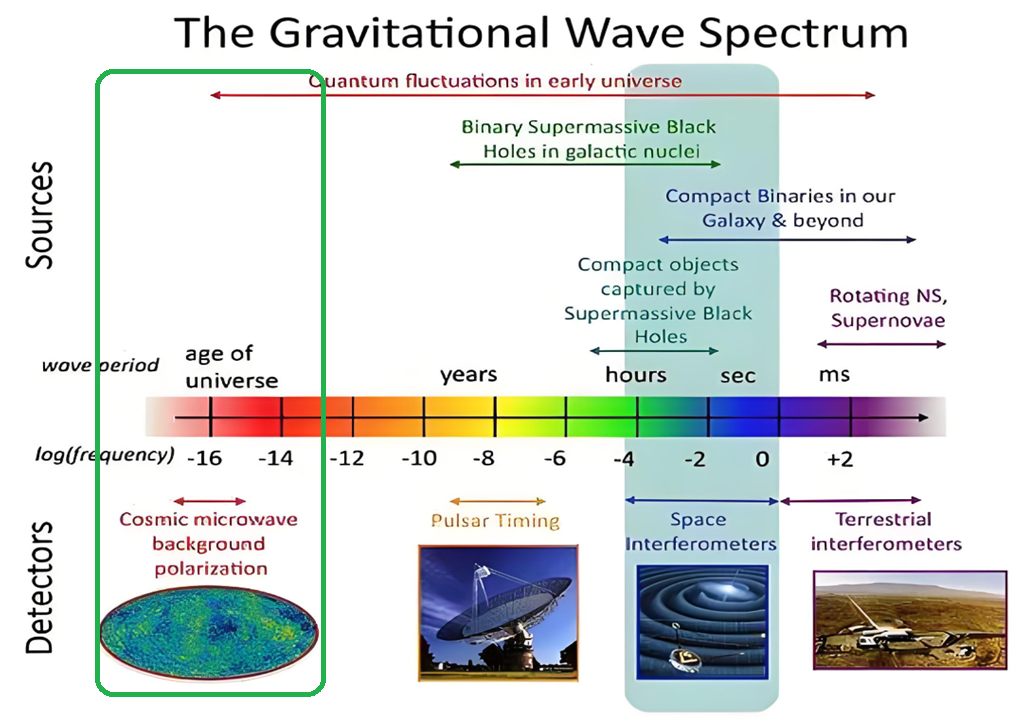 The Gravitational Wave Spectrum
Quantum fluctuations in early universe
Binary Supermassive Black
Holes in galactic nuclei
Compact Binaries in our
Galaxy & beyond
Compact objects
captured by
Supermassive Black
Holes
Rotating NS,
Supernovae
Sources
wave period
age of
universe
years
hours
sec
ms
log(frequency)
-16 -14 -12 -10 -8 -6 -4 -2 0 +2
Detectors
Cosmic microwave
background
polarization
Pulsar Timing
Space
Interferometers
Terrestrial
interferometers